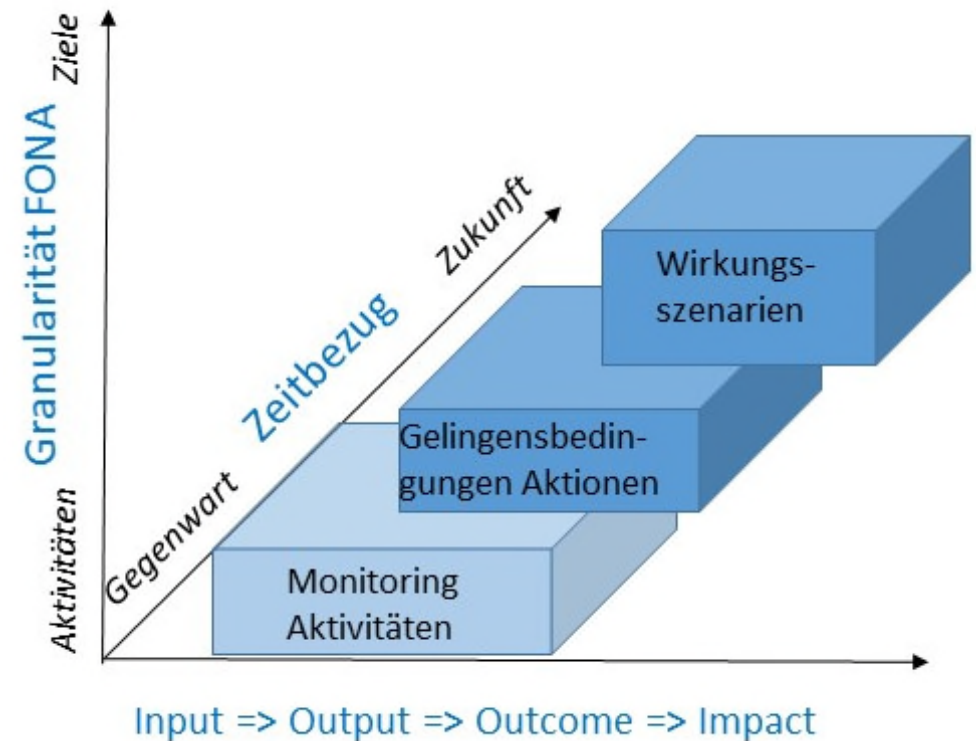 Ziele
Granularität FONA
Aktivitäten
Zukunft
Zeitbezug
Gegenwart
Wirkungs-
szenarien
Gelingensbedin-
gungen Aktionen
Monitoring
Aktivitäten
Input => Output => Outcome => Impact